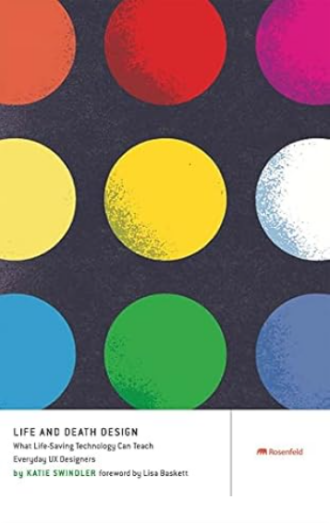 LIFE AND DEATH DESIGN
What Life-Saving Technology Can Teach
Everyday UX Designers
by KATIE SWINDLER foreword by Lisa Baskett
Rosenfeld